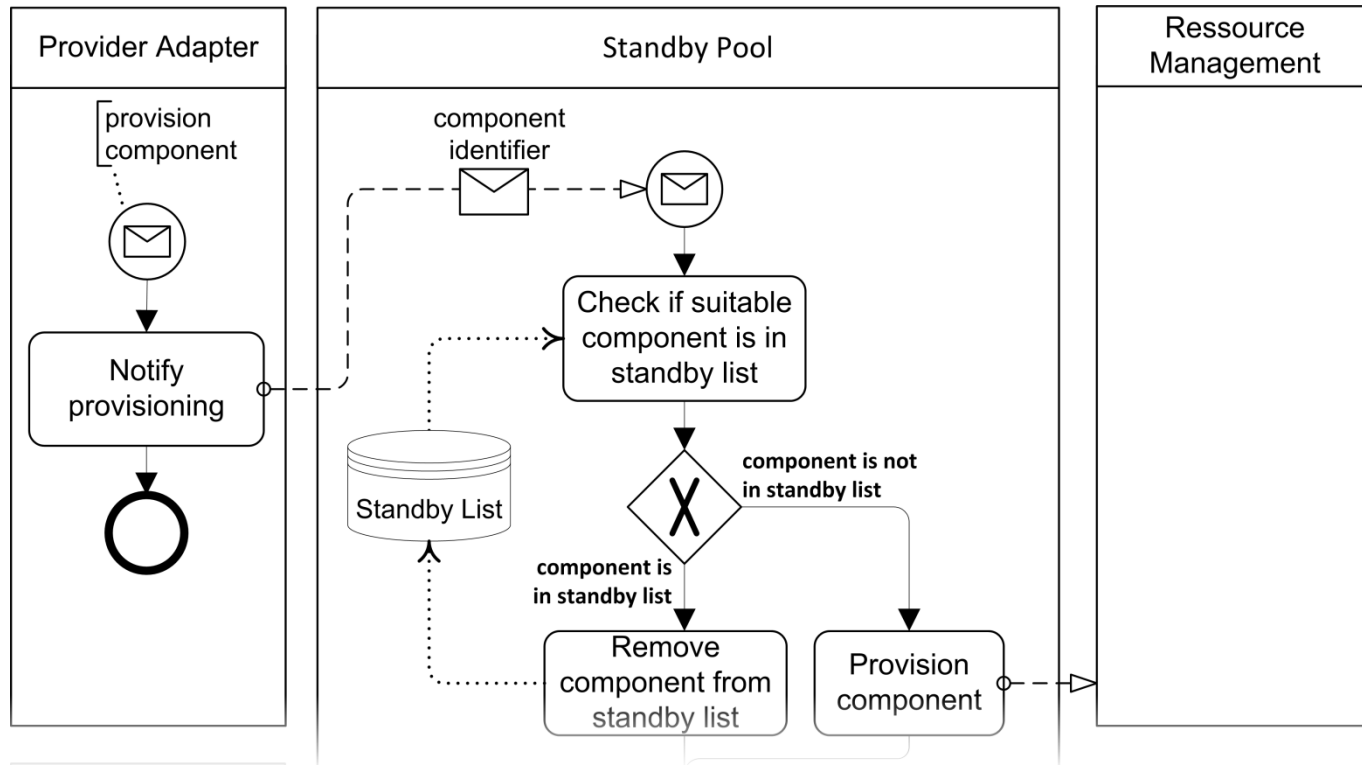 Provider Adapter
Standby Pool
Ressource
Management
provision
component
component
identifier
Check if suitable
component is in
standby list
Notify
provisioning
component is not
in standby list
Standby List
component is
in standby list
Remove
component from
standby list
Provision
component